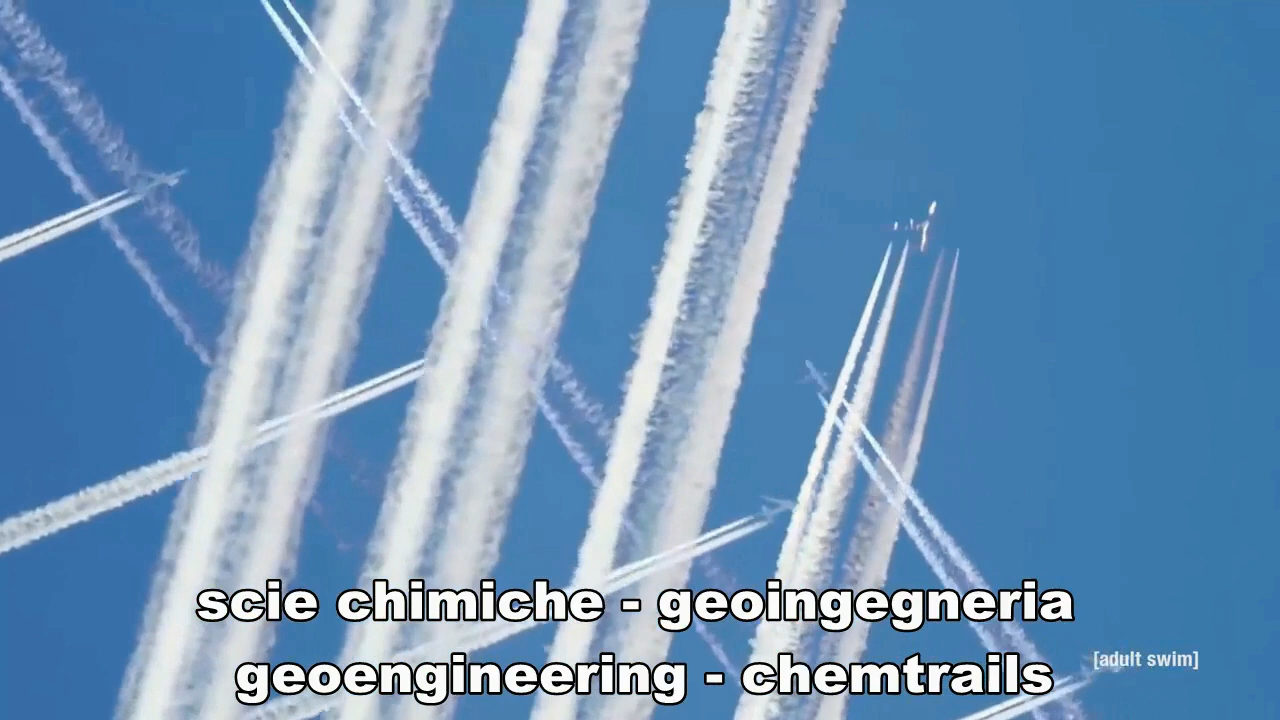 scie chimiche - geoingegneria
geoengineering - chemtrails
[adult swim]